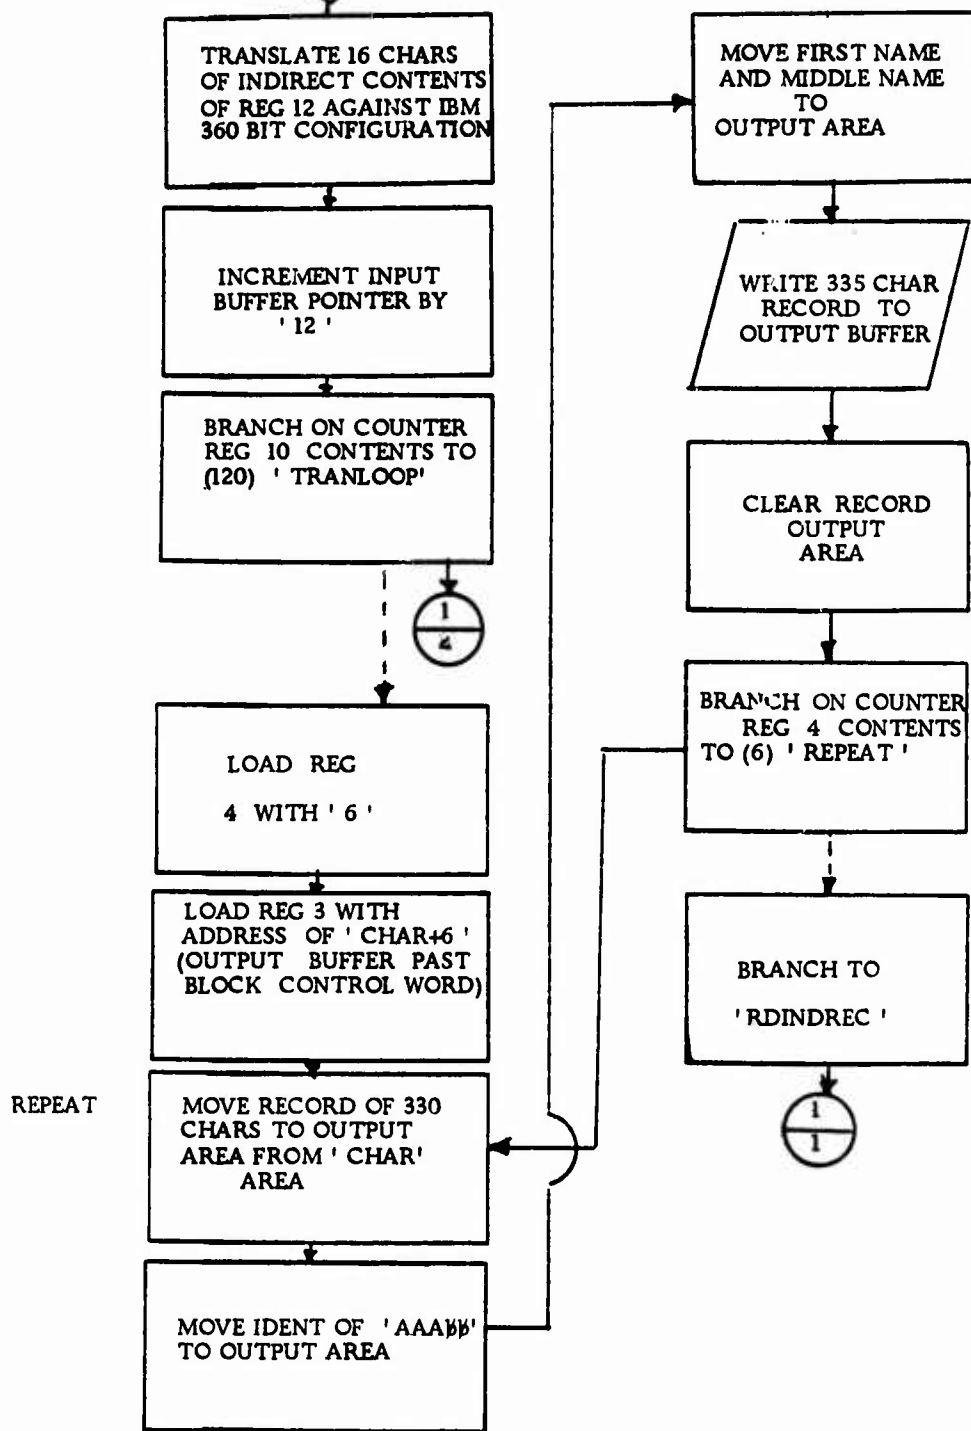 TRANSLATE 16 CHARS
OF INDIRECT CONTENTS
OF REG 12 AGAINST IBM
360 BIT CONFIGURATION
INCREMENT INPUT
BUFFER POINTER BY
' 12 '
BRANCH ON COUNTER
REG 10 CONTENTS TO
(120) ' TRANLOOP'
1
4
LOAD REG
4 WITH ' 6 '
LOAD REG 3 WITH
ADDRESS OF ' CHAR+6 '
(OUTPUT BUFFER PAST
BLOCK CONTROL WORD)
REPEAT
MOVE RECORD OF 330
CHARS TO OUTPUT
AREA FROM ' CHAR'
AREA
MOVE IDENT OF 'AAAƀƀ'
TO OUTPUT AREA
MOVE FIRST NAME
AND MIDDLE NAME
TO
OUTPUT AREA
WRITE 335 CHAR
RECORD TO
OUTPUT BUFFER
CLEAR RECORD
OUTPUT
AREA
BRANCH ON COUNTER
REG 4 CONTENTS
TO (6) ' REPEAT '
BRANCH TO
'RDINDREC '
1
1